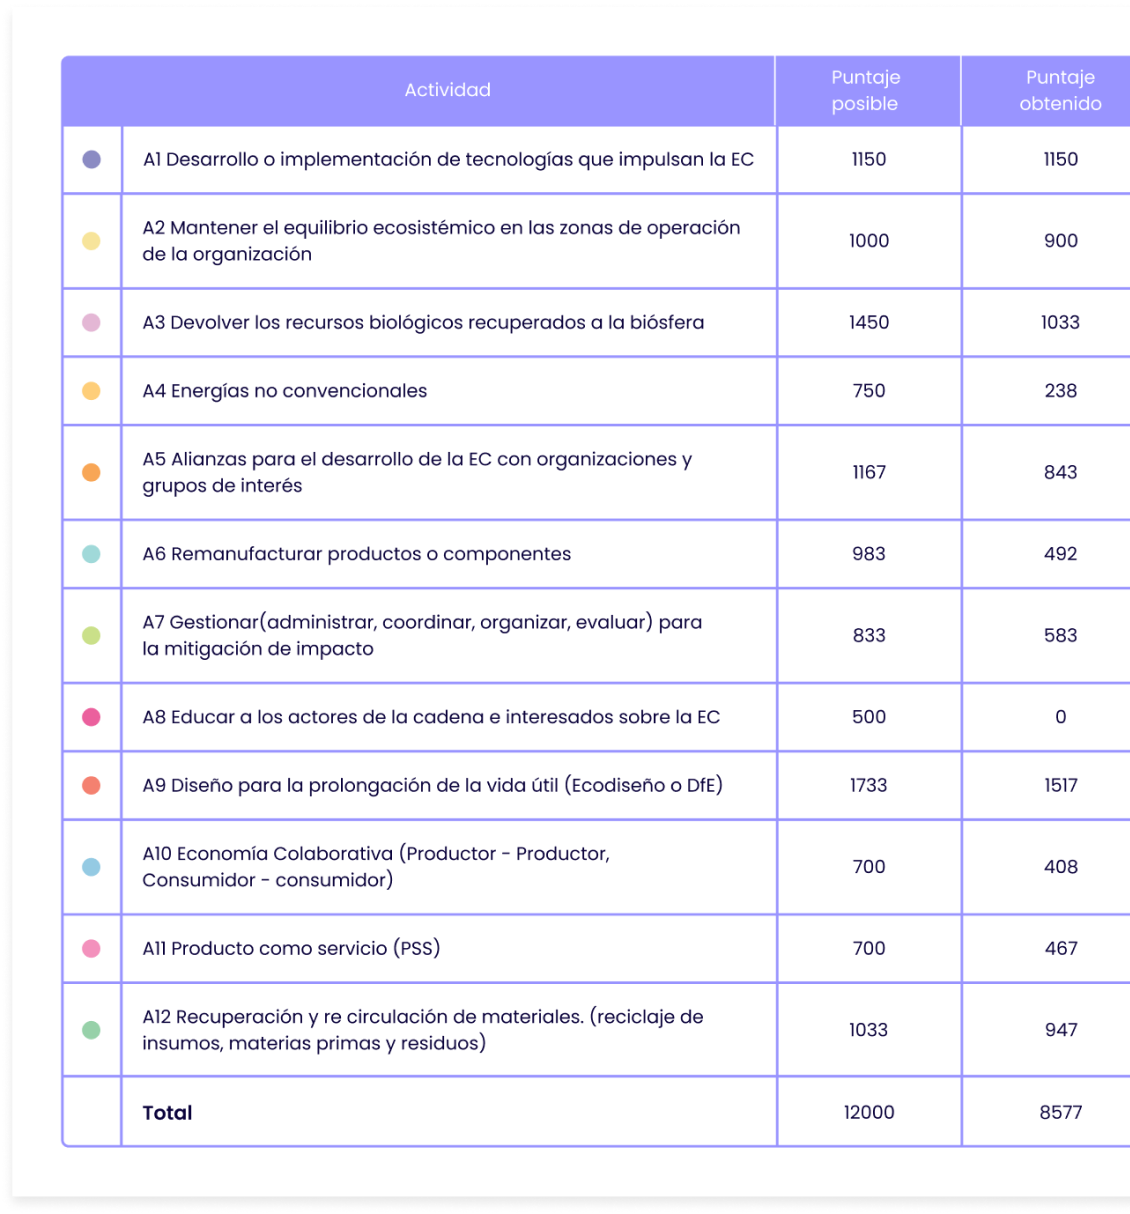 Actividad
Puntaje
posible
Puntaje
obtenido
A1 Desarrollo o implementación de tecnologías que impulsan la EC
1150
1150
A2 Mantener el equilibrio ecosistémico en las zonas de operación
de la organización
1000
900
A3 Devolver los recursos biológicos recuperados a la biósfera
1450
1033
A4 Energías no convencionales
750
238
A5 Alianzas para el desarrollo de la EC con organizaciones y
grupos de interés
1167
843
A6 Remanufacturar productos o componentes
983
492
A7 Gestionar(administrar, coordinar, organizar, evaluar) para
la mitigación de impacto
833
583
A8 Educar a los actores de la cadena e interesados sobre la EC
500
0
A9 Diseño para la prolongación de la vida útil (Ecodiseño o DfE)
1733
1517
A10 Economía Colaborativa (Productor - Productor,
Consumidor - consumidor)
700
408
A11 Producto como servicio (PSS)
700
467
A12 Recuperación y re circulación de materiales. (reciclaje de
insumos, materias primas y residuos)
1033
947
Total
12000
8577